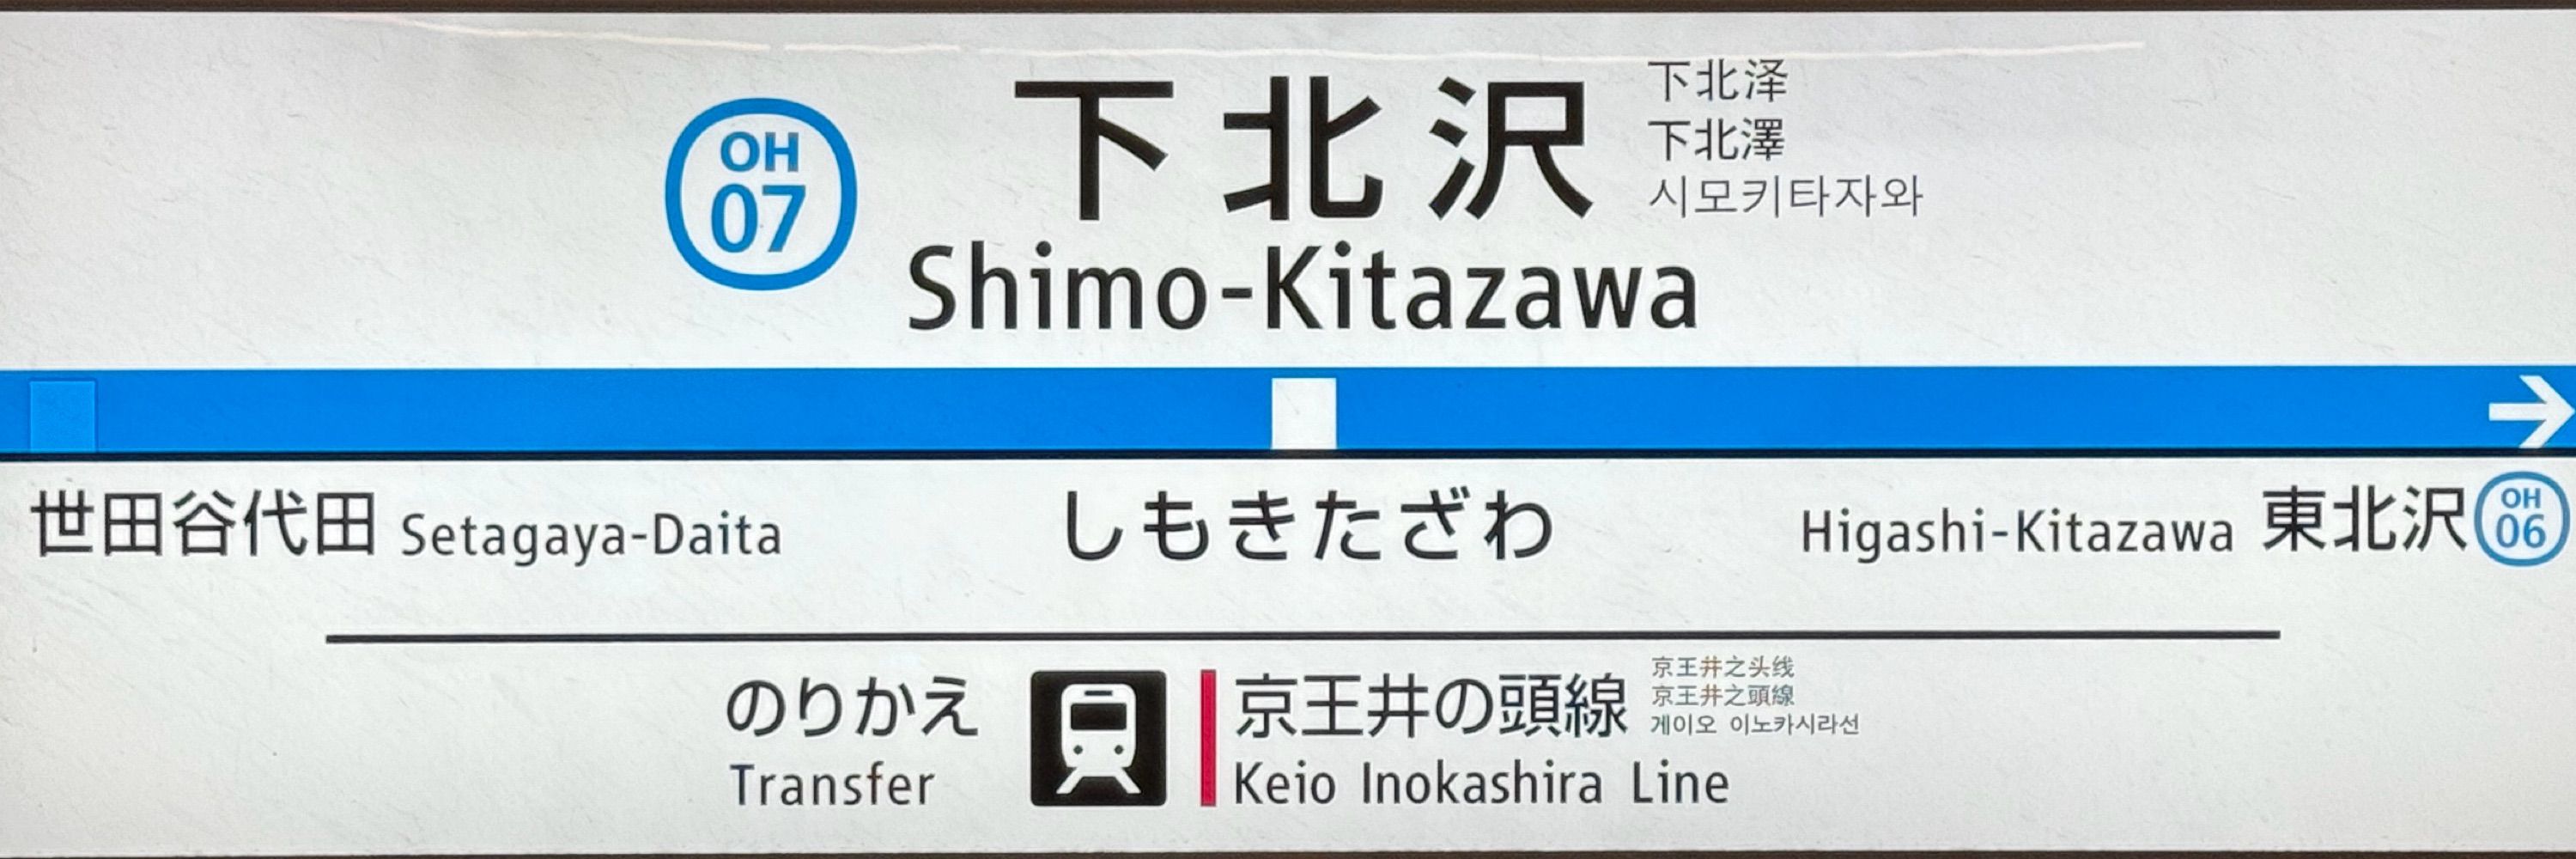 OH
07
下北沢
Shimo-Kitazawa
下北泽
下北澤
시모키타자와
世田谷代田 Setagaya-Daita
しもきたざわ
Higashi-Kitazawa 東北沢
OH
06
のりかえ
Transfer
京王井の頭線
Keio Inokashira Line
京王井之头线
京王井之頭線
게이오 이노카시라선